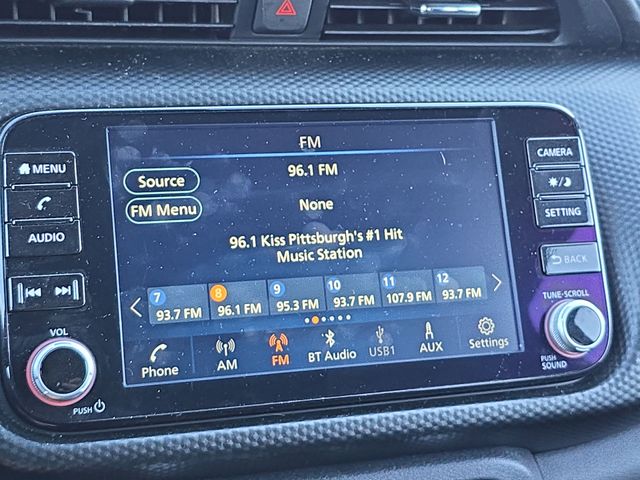 FM
MENU
AUDIO
VOL
PUSH
96.1 FM
Source
FM Menu
None
96.1 Kiss Pittsburgh's #1 Hit
Music Station
7 8 9 10 11 12
93.7 FM 96.1 FM 95.3 FM 93.7 FM 107.9 FM 93.7 FM
Phone AM FM BT Audio USB1 AUX Settings
CAMERA
SETTING
BACK
TUNE-SCROLL
PUSH
SOUND